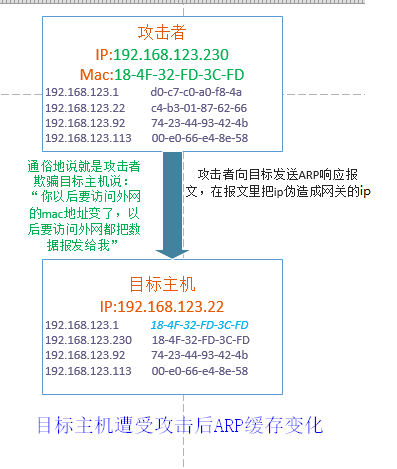 攻击者
IP:192.168.123.230
Mac:18-4F-32-FD-3C-FD
192.168.123.1 d0-c7-c0-a0-f8-4a
192.168.123.22 c4-b3-01-87-62-66
192.168.123.92 74-23-44-93-42-4b
192.168.123.113 00-e0-66-e4-8e-58
通俗地说就是攻击者
欺骗目标主机说：
“你以后要访问外网
的mac地址变了，以
后要访问外网都把数
据报发给我”
攻击者向目标发送ARP响应报
文，在报文里把ip伪造成网关的ip
目标主机
IP:192.168.123.22
192.168.123.1 18-4F-32-FD-3C-FD
192.168.123.230 18-4F-32-FD-3C-FD
192.168.123.92 74-23-44-93-42-4b
192.168.123.113 00-e0-66-e4-8e-58
目标主机遭受攻击后ARP缓存变化